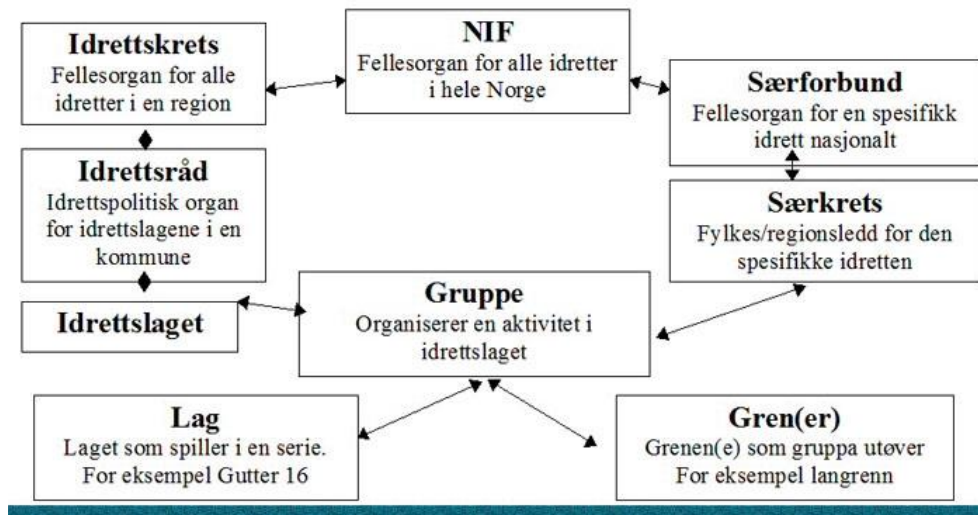 Idrettskrets
Fellesorgan for alle
idretter i en region
NIF
Fellesorgan for alle idretter
i hele Norge
Særforbund
Fellesorgan for en spesifikk
idrett nasjonalt
Idrettsråd
Idrettspolitisk organ
for idrettslagene i en
kommune
Særkrets
Fylkes/regionsledd for den
spesifikke idretten
Idrettslaget
Gruppe
Organiserer en aktivitet i
idrettslaget
Lag
Laget som spiller i en serie.
For eksempel Gutter 16
Gren(er)
Grenen(e) som gruppa utøver
For eksempel langrenn